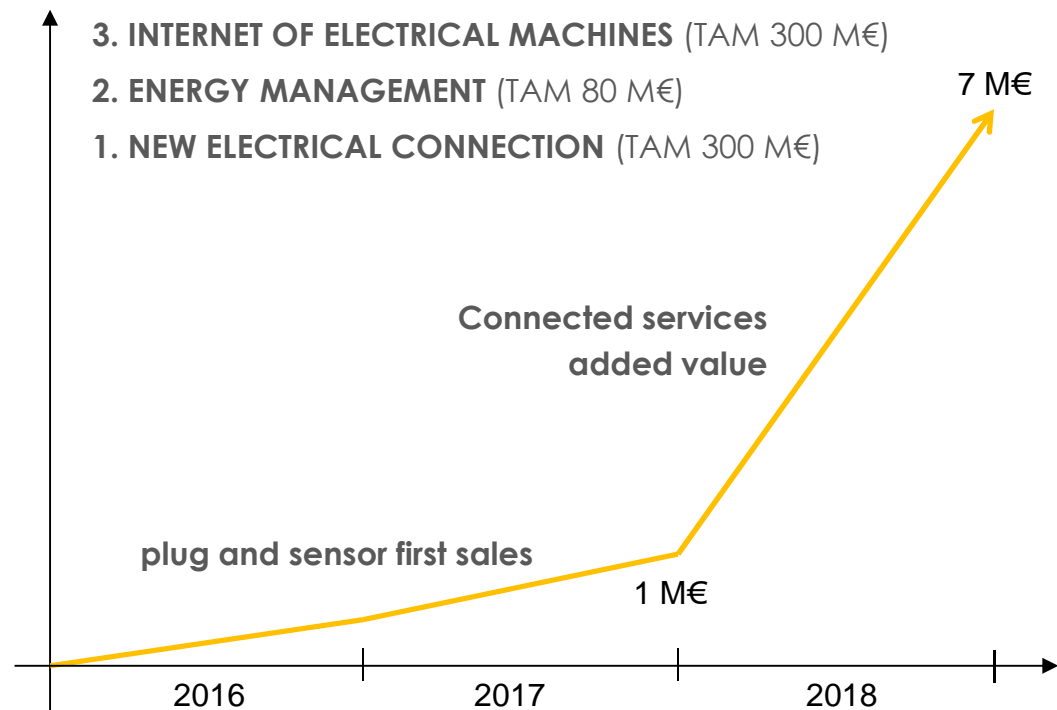 3. INTERNET OF ELECTRICAL MACHINES (TAM 300 M€)
2. ENERGY MANAGEMENT (TAM 80 M€)
1. NEW ELECTRICAL CONNECTION (TAM 300 M€)
7 M€
Connected services
added value
plug and sensor first sales
1 M€
2016 2017 2018